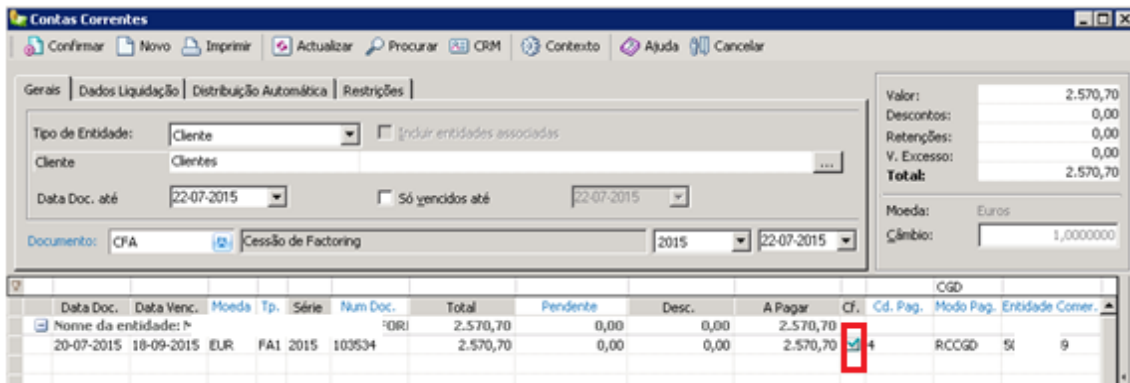 Contas Correntes
Confirmar Novo Imprimir Actualizar Procurar CRM Contexto Ajuda Cancelar
Gerais Dados Liquidação Distribuição Automática Restrições
Tipo de Entidade: Cliente Incluir entidades associadas
Cliente Clientes ...
Data Doc. até 22-07-2015 Só vencidos até 22-07-2015
Documento: CFA Cessão de Factoring 2015 22-07-2015
Valor: 2.570,70
Descontos: 0,00
Retenções: 0,00
V. Excesso: 0,00
Total: 2.570,70
Moeda: Euros
Câmbio: 1,0000000
CGD
Data Doc. Data Venc. Moeda Tp. Série Num Doc. Total Pendente Desc. A Pagar Cf. Cd. Pag. Modo Pag. Entidade Comer.
Nome da entidade: 2.570,70 0,00 0,00 2.570,70
20-07-2015 18-09-2015 EUR FA1 2015 103534 2.570,70 0,00 0,00 2.570,70 4 RCCGD 9